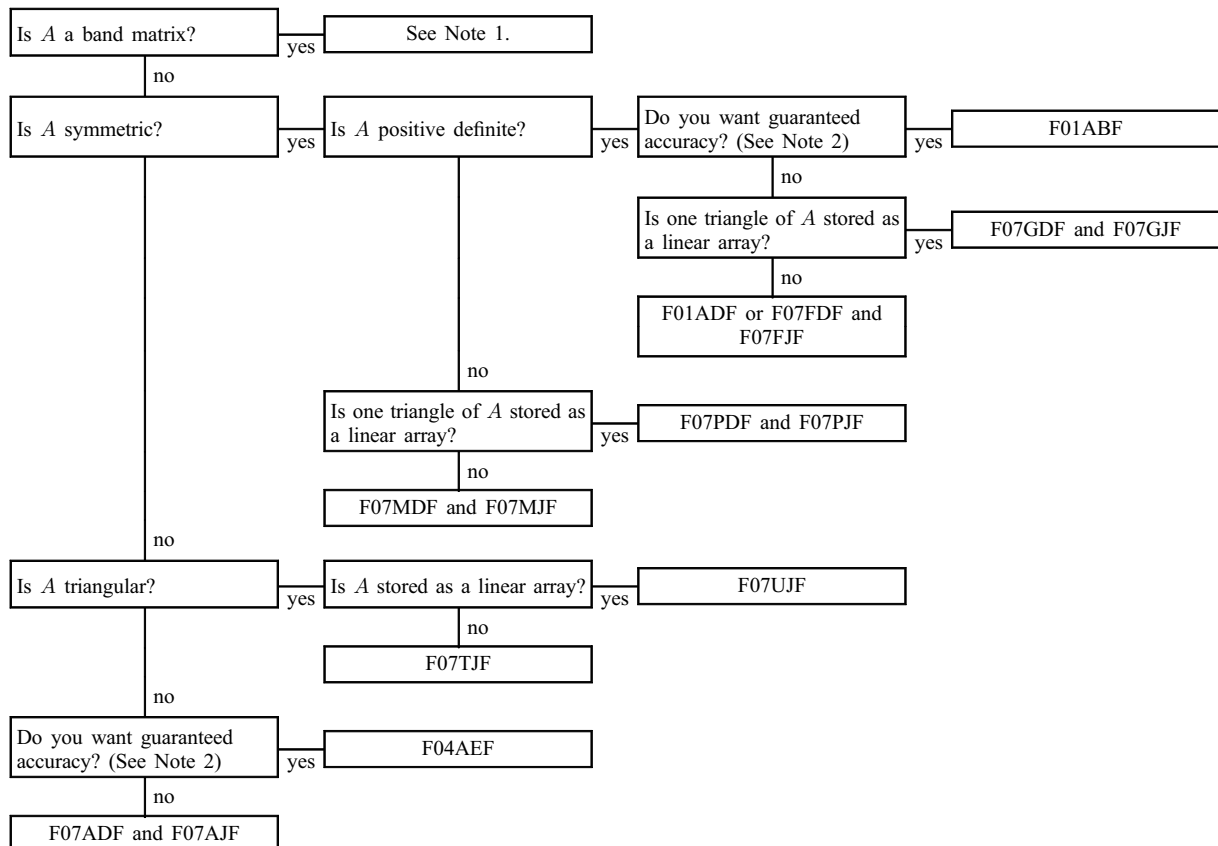 Is A a band matrix?
yes
See Note 1.
no
Is A symmetric?
yes
Is A positive definite?
yes
Do you want guaranteed
accuracy? (See Note 2)
yes
F01ABF
no
Is one triangle of A stored as
a linear array?
yes
F07GDF and F07GJF
no
F01ADF or F07FDF and
F07FJF
no
Is one triangle of A stored as
a linear array?
yes
F07PDF and F07PJF
no
F07MDF and F07MJF
no
Is A triangular?
yes
Is A stored as a linear array?
yes
F07UJF
no
F07TJF
no
Do you want guaranteed
accuracy? (See Note 2)
yes
F04AEF
no
F07ADF and F07AJF